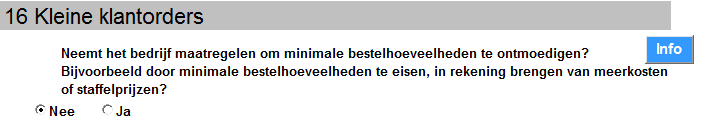 16 Kleine klantorders
Info
Neemt het bedrijf maatregelen om minimale bestelhoeveelheden te ontmoedigen?
Bijvoorbeeld door minimale bestelhoeveelheden te eisen, in rekening brengen van meerkosten
of staffelprijzen?
Nee Ja